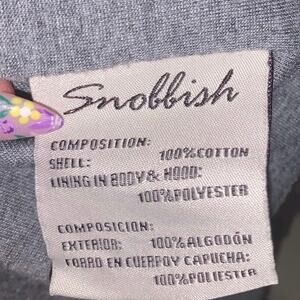 Snobbish
COMPOSITION:
SHELL: 100%COTTON
LINING IN BODY & HOOD:
100%POLYESTER
COMPOSICION:
EXTERIOR: 100%ALGODÓN
FORRO EN CUERPO Y CAPUCHA:
100%POLIESTER